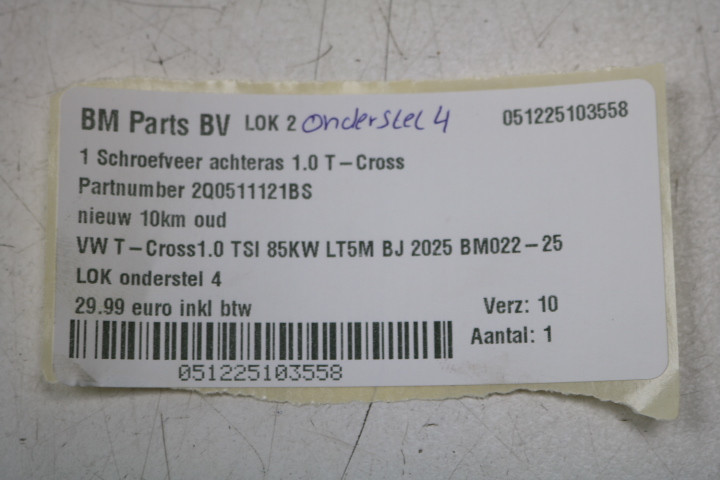 BM Parts BV LOK 2 onderstel 4 051225103558
1 Schroefveer achteras 1.0 T-Cross
Partnumber 2Q0511121BS
nieuw 10km oud
VW T-Cross1.0 TSI 85KW LT5M BJ 2025 BM022-25
LOK onderstel 4
29.99 euro inkl btw Verz: 10
Aantal: 1
051225103558